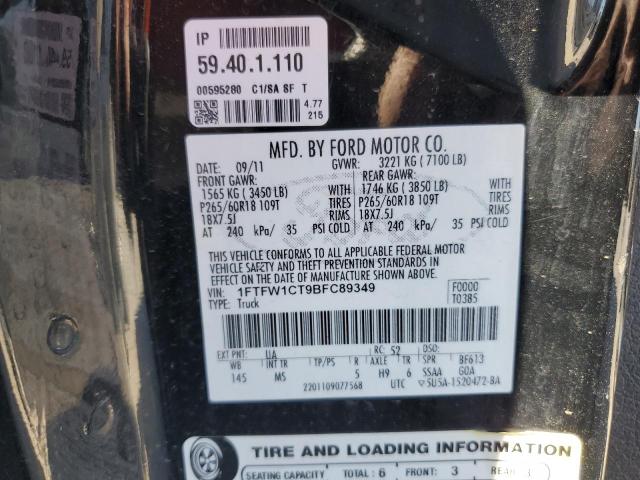 IP
59.40.1.110
00595280 C1/SA SF T
4.77
215
MFD. BY FORD MOTOR CO.
DATE: 09/11 GVWR: 3221 KG ( 7100 LB)
FRONT GAWR: REAR GAWR:
1565 KG ( 3450 LB) WITH 1746 KG ( 3850 LB) WITH
P265/60R18 109T TIRES P265/60R18 109T TIRES
18X7.5J RIMS 18X7.5J RIMS
AT 240 kPa/ 35 PSI COLD AT 240 kPa/ 35 PSI COLD
THIS VEHICLE CONFORMS TO ALL APPLICABLE FEDERAL MOTOR
VEHICLE SAFETY AND THEFT PREVENTION STANDARDS IN
EFFECT ON THE DATE OF MANUFACTURE SHOWN ABOVE.
VIN: 1FTFW1CT9BFC89349 F0000
TYPE: Truck T03B5
EXT PNT: UA RC: 52 DSO:
WB INT TR TP/PS R AXLE TR SPR BF613
145 MS 5 H9 6 SSAA GOA
2201109077568 UTC 5U5A-1520472-BA
TIRE AND LOADING INFORMATION
SEATING CAPACITY TOTAL : 6 FRONT: 3 REAR: 3